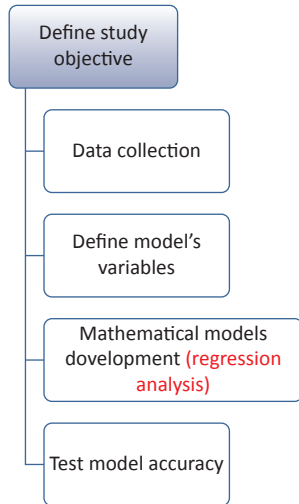 Define study
objective
Data collection
Define model's
variables
Mathematical models
dovelopment (regression
analysis)
Test model accuracy